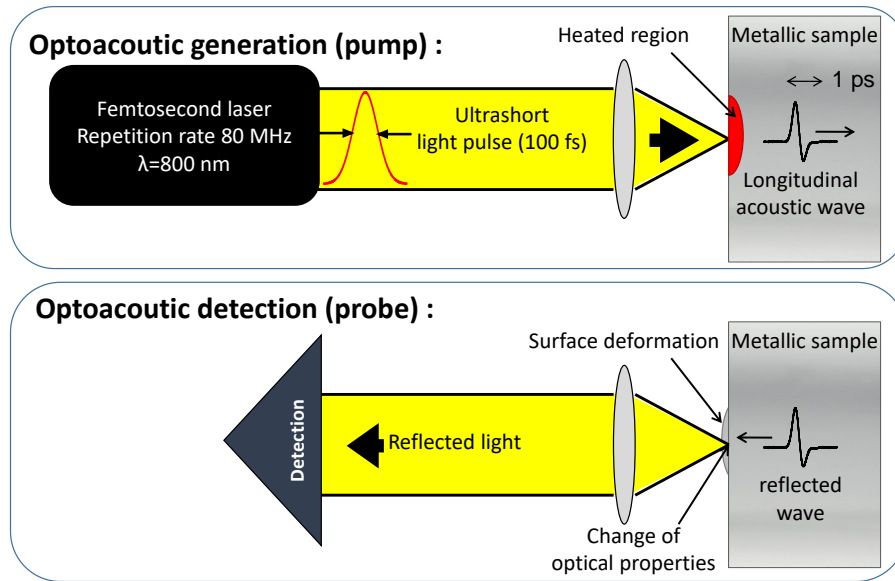 Optoacoutic generation (pump) :
Heated region
Metallic sample
1 ps
Femtosecond laser
Repetition rate 80 MHz
λ=800 nm
Ultrashort
light pulse (100 fs)
Longitudinal
acoustic wave
Optoacoutic detection (probe) :
Surface deformation
Metallic sample
Detection
Reflected light
reflected
wave
Change of
optical properties